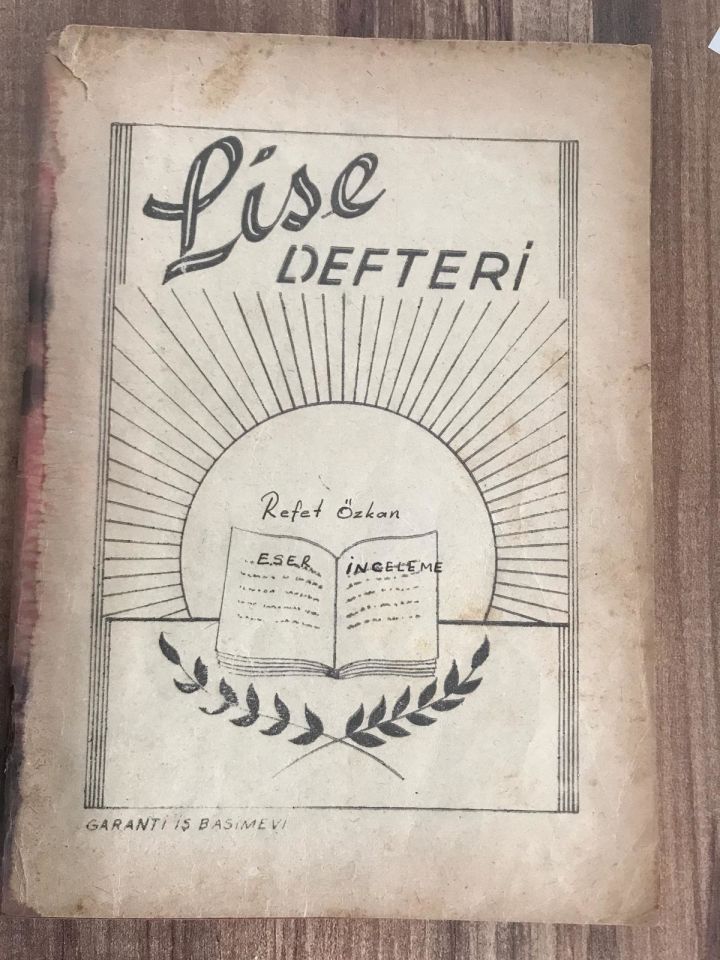 Lise
DEFTERİ
Refet Özkan
ESER İNCELEME
GARANTİ İŞ BASIMEVİ